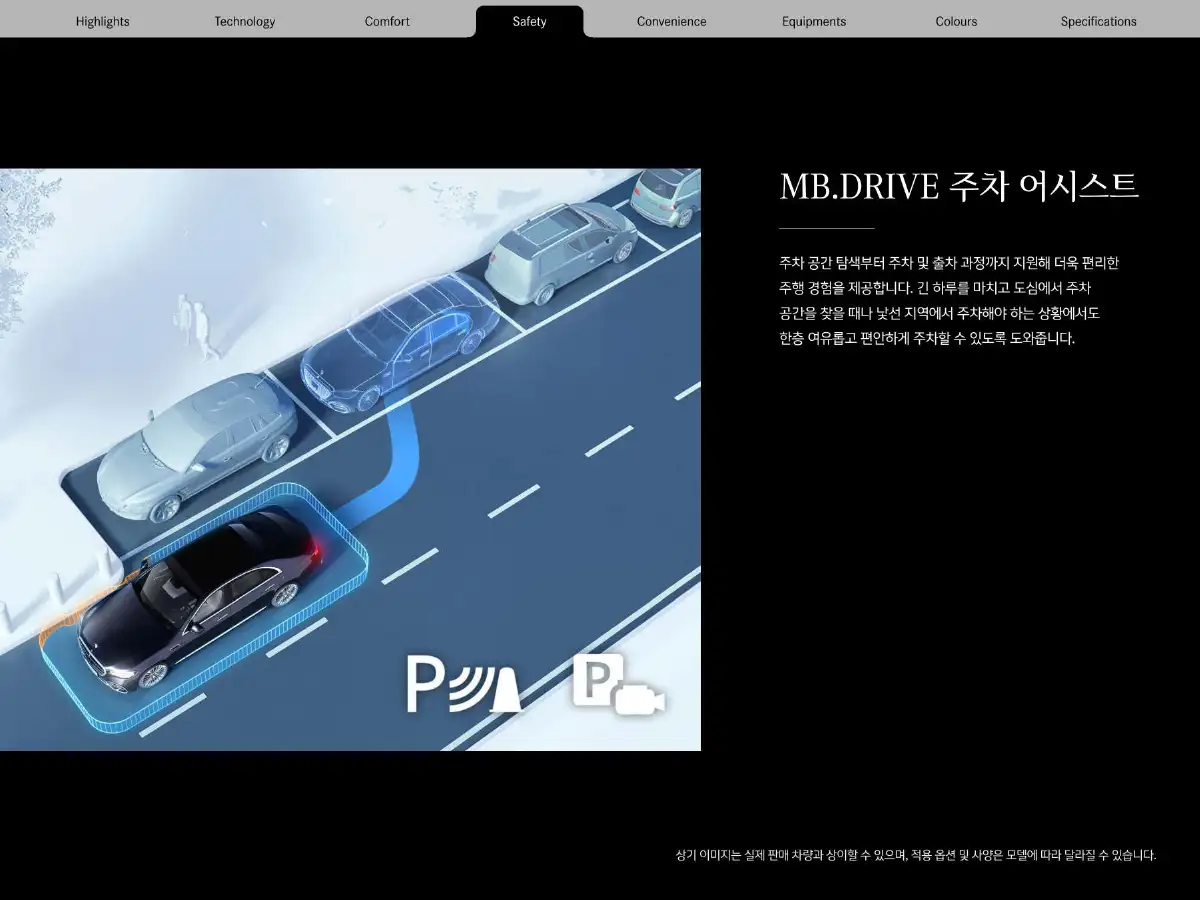 Highlights
Technology
Comfort
Safety
Convenience
Equipments
Colours
Specifications
MB.DRIVE 주차 어시스트
주차 공간 탐색부터 주차 및 출차 과정까지 지원해 더욱 편리한
주행 경험을 제공합니다. 긴 하루를 마치고 도심에서 주차
공간을 찾을 때나 낯선 지역에서 주차해야 하는 상황에서도
한층 여유롭고 편안하게 주차할 수 있도록 도와줍니다.
P
P
상기 이미지는 실제 판매 차량과 상이할 수 있으며, 적용 옵션 및 사양은 모델에 따라 달라질 수 있습니다.